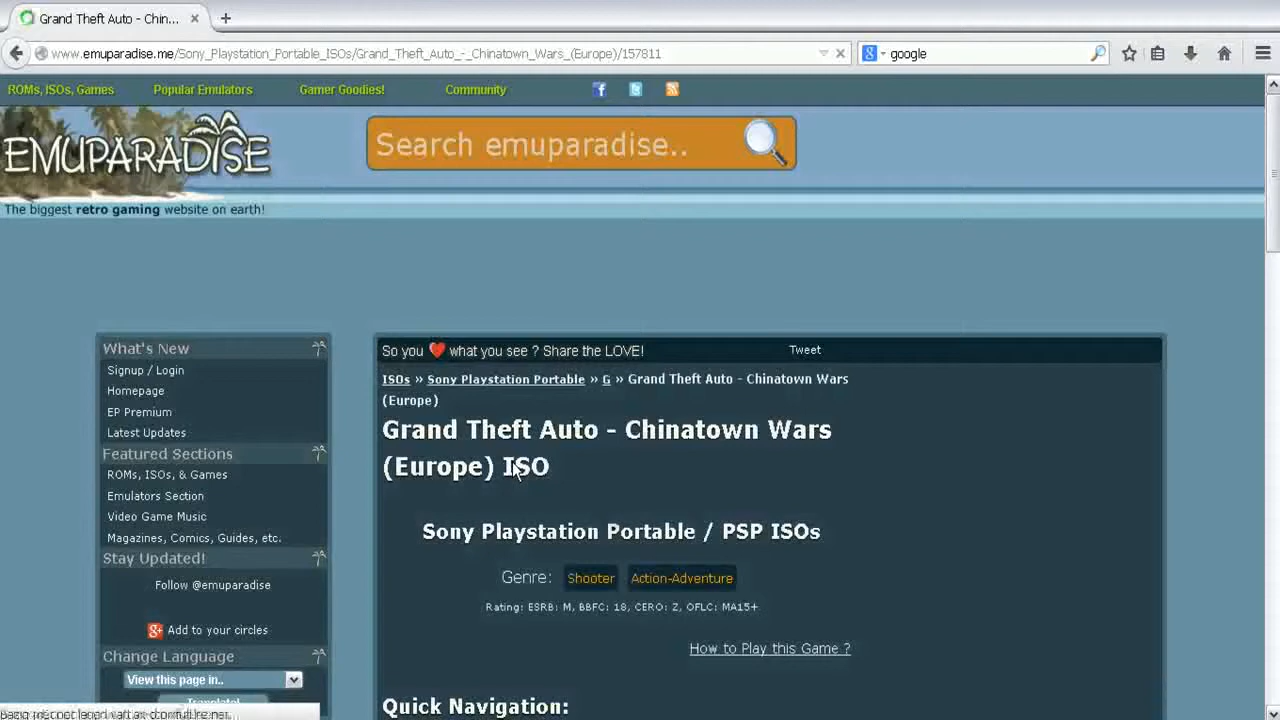 Grand Theft Auto - Chin...
www.emuparadise.me/Sony_Playstation_Portable_ISOs/Grand_Theft_Auto_-_Chinatown_Wars_(Europe)/157811
google
ROMs, ISOs, Games Popular Emulators Gamer Goodies! Community
EMUPARADISE
Search emuparadise..
The biggest retro gaming website on earth!
What's New
Signup / Login
Homepage
EP Premium
Latest Updates
Featured Sections
ROMs, ISOs, & Games
Emulators Section
Video Game Music
Magazines, Comics, Guides, etc.
Stay Updated!
Follow @emuparadise
Add to your circles
Change Language
View this page in..
Translate!
So you what you see ? Share the LOVE!
Tweet
ISOs » Sony Playstation Portable » G » Grand Theft Auto - Chinatown Wars
(Europe)
Grand Theft Auto - Chinatown Wars
(Europe) ISO
Sony Playstation Portable / PSP ISOs
Genre: Shooter Action-Adventure
Rating: ESRB: M, BBFC: 18, CERO: Z, OFLC: MA15+
How to Play this Game ?
Quick Navigation: